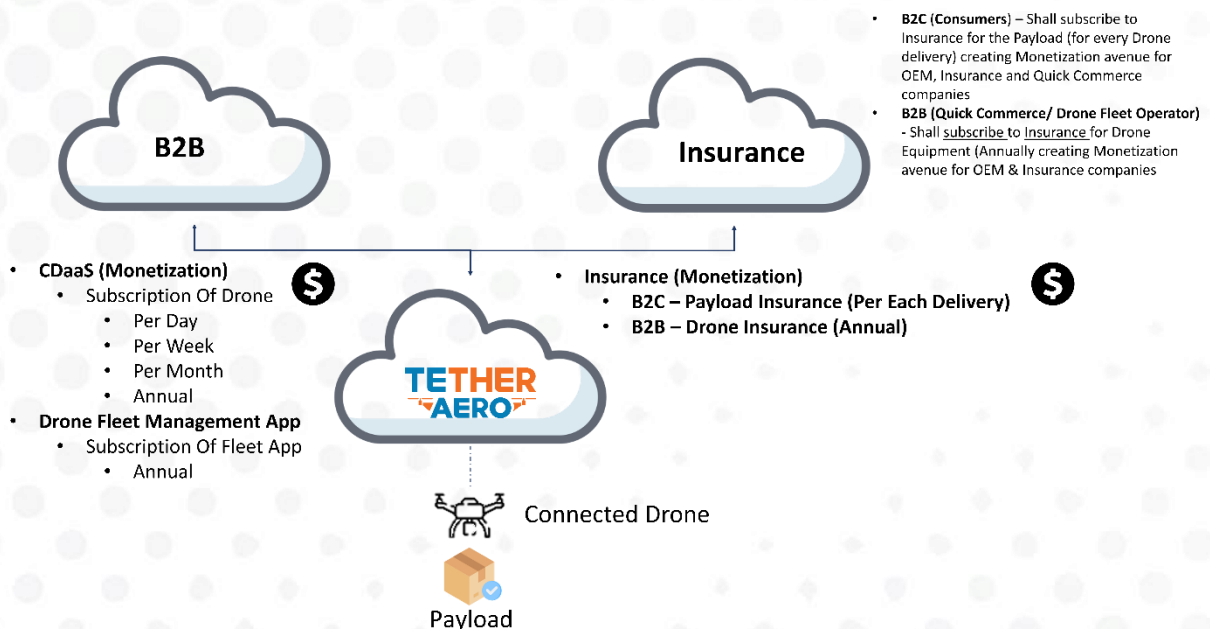 • B2C (Consumers) – Shall subscribe to
Insurance for the Payload (for every Drone
delivery) creating Monetization avenue for
OEM, Insurance and Quick Commerce
companies
• B2B (Quick Commerce/ Drone Fleet Operator)
- Shall subscribe to Insurance for Drone
Equipment (Annually creating Monetization
avenue for OEM & Insurance companies
B2B
Insurance
• CDaaS (Monetization)
• Subscription Of Drone
• Per Day
• Per Week
• Per Month
• Annual
• Drone Fleet Management App
• Subscription Of Fleet App
• Annual
$
• Insurance (Monetization)
• B2C – Payload Insurance (Per Each Delivery)
• B2B – Drone Insurance (Annual)
$
TETHER
AERO
Connected Drone
Payload